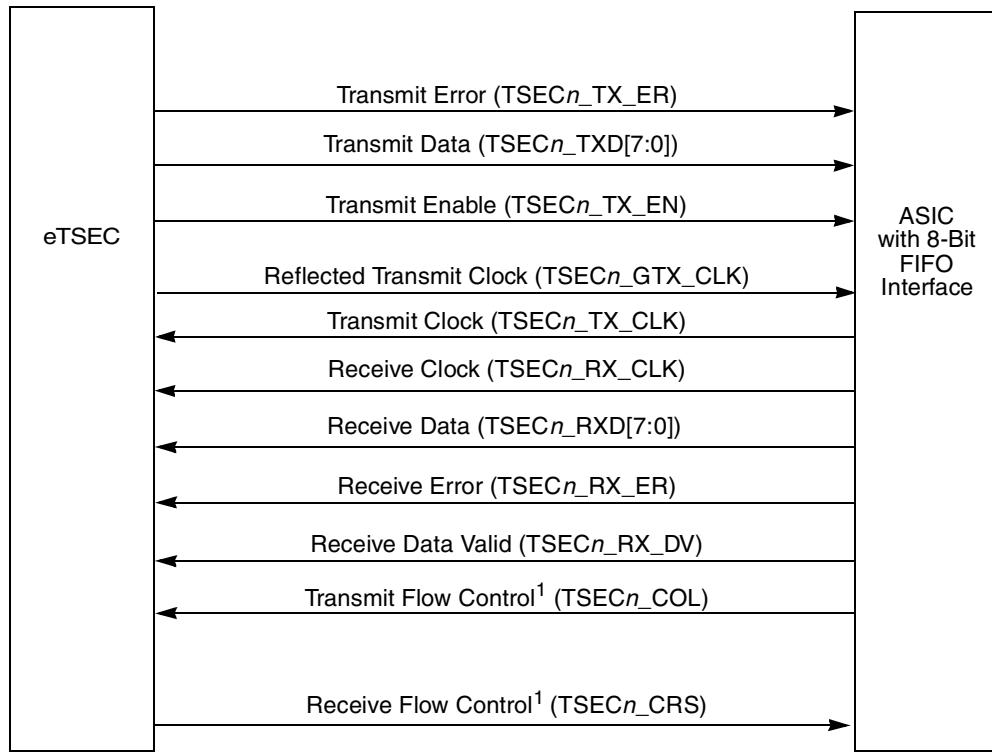 Transmit Error (TSECn_TX_ER)
Transmit Data (TSECn_TXD[7:0])
Transmit Enable (TSECn_TX_EN)
eTSEC
ASIC
with 8-Bit
FIFO
Interface
Reflected Transmit Clock (TSECn_GTX_CLK)
Transmit Clock (TSECn_TX_CLK)
Receive Clock (TSECn_RX_CLK)
Receive Data (TSECn_RXD[7:0])
Receive Error (TSECn_RX_ER)
Receive Data Valid (TSECn_RX_DV)
Transmit Flow Control¹ (TSECn_COL)
Receive Flow Control¹ (TSECn_CRS)